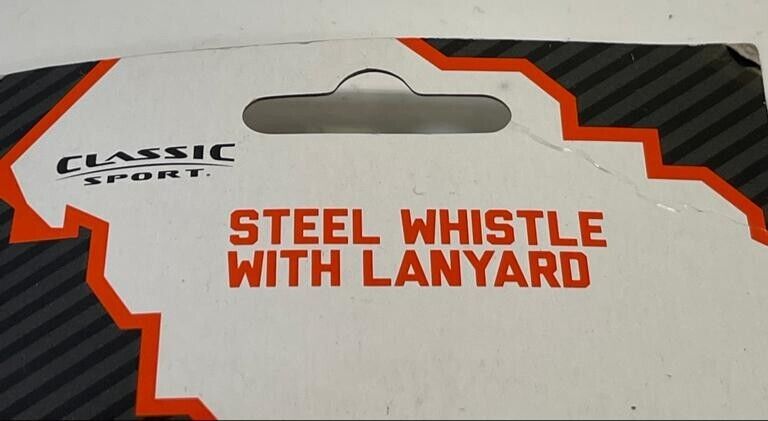 CLASSIC
SPORT.
STEEL WHISTLE
WITH LANYARD